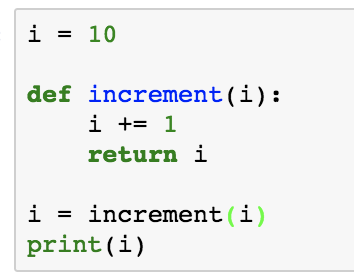 i = 10
def increment(i):
    i += 1
    return i
i = increment(i)
print(i)